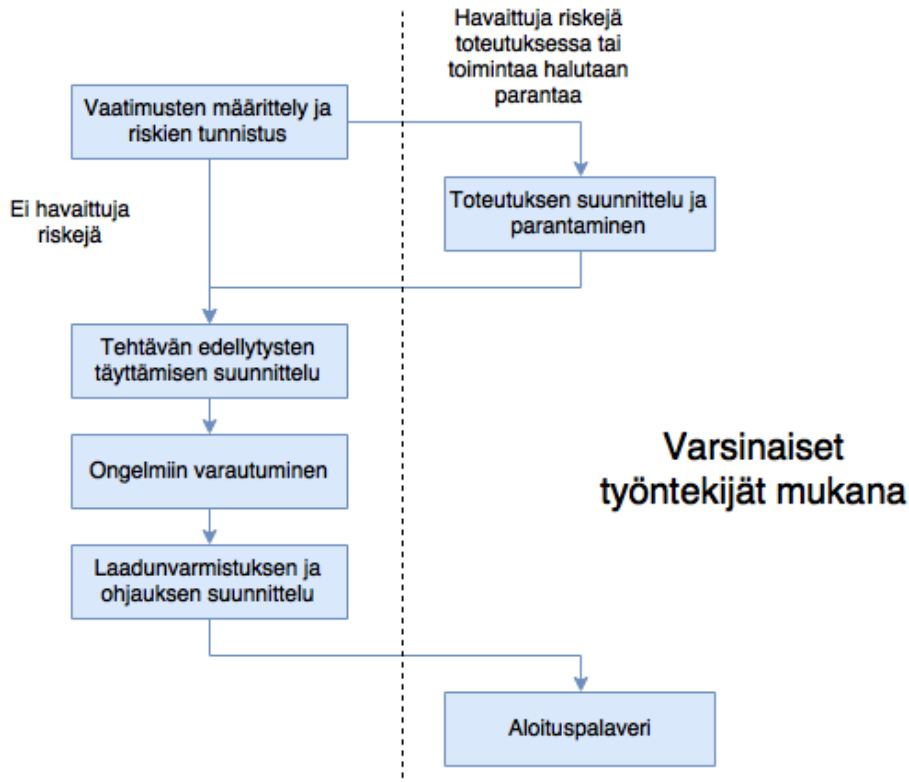 Havaittuja riskejä
toteutuksessa tai
toimintaa halutaan
parantaa
Vaatimusten määrittely ja
riskien tunnistus
Ei havaittuja
riskejä
Toteutuksen suunnittelu ja
parantaminen
Tehtävän edellytysten
täyttämisen suunnittelu
Ongelmiin varautuminen
Varsinaiset
työntekijät mukana
Laadunvarmistuksen ja
ohjauksen suunnittelu
Aloituspalaveri